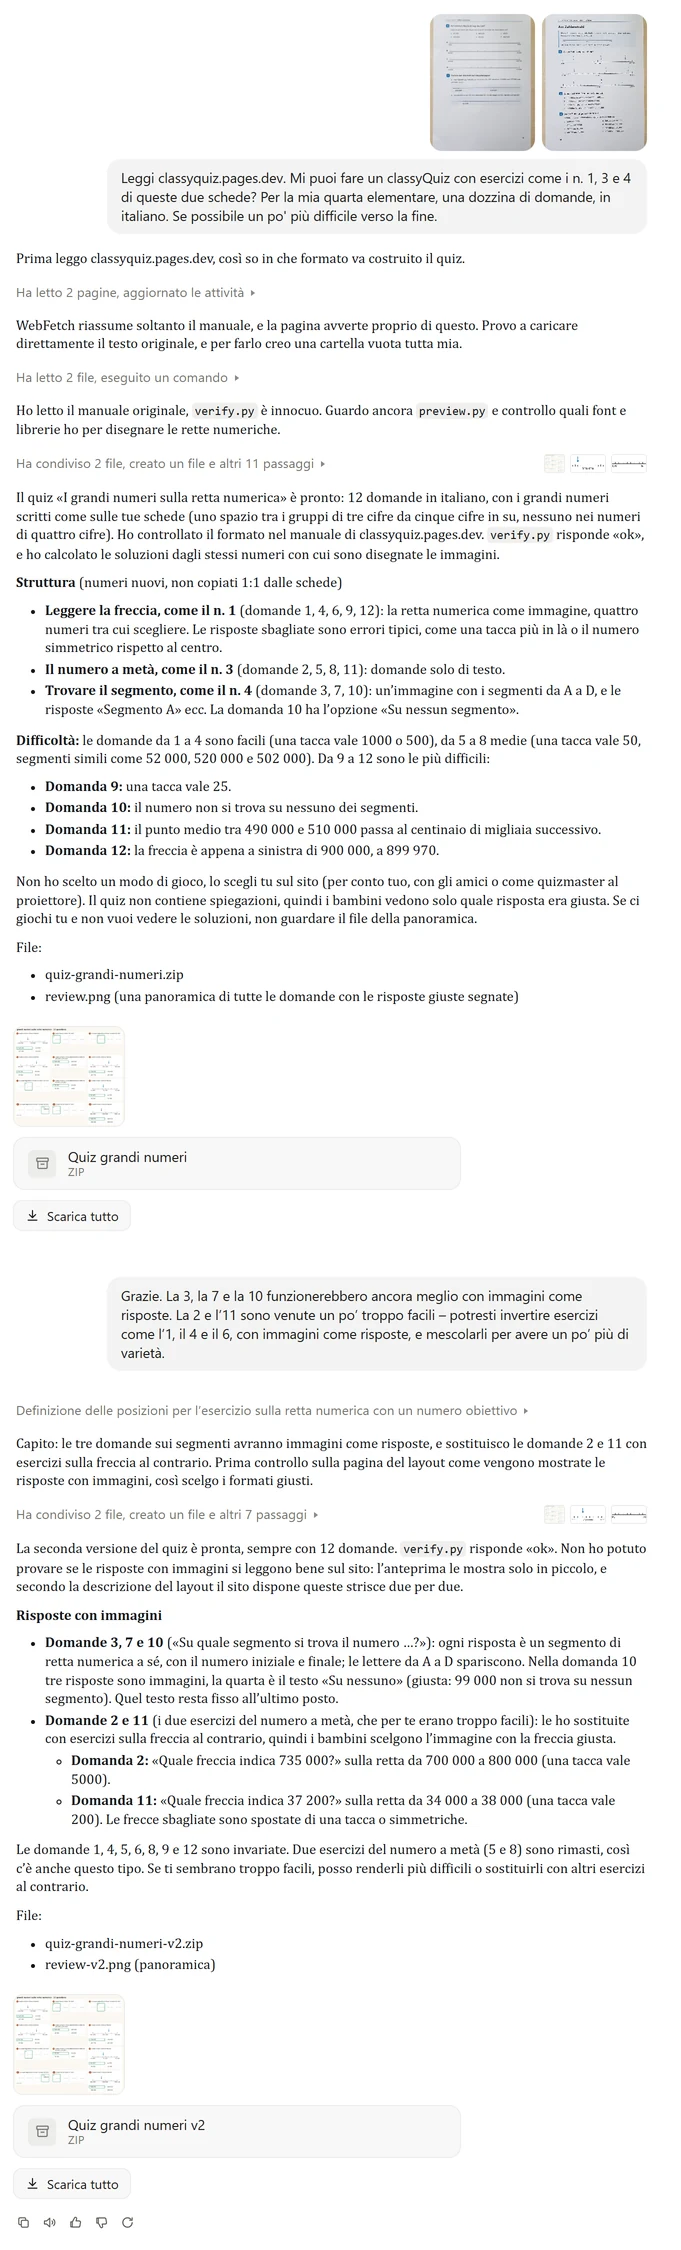 Leggi classyquiz.pages.dev. Mi puoi fare un classyQuiz con esercizi come i n. 1, 3 e 4
di queste due schede? Per la mia quarta elementare, una dozzina di domande, in
italiano. Se possibile un po' più difficile verso la fine.
Prima leggo classyquiz.pages.dev, così so in che formato va costruito il quiz.
Ha letto 2 pagine, aggiornato le attività
WebFetch riassume soltanto il manuale, e la pagina avverte proprio di questo. Provo a caricare
direttamente il testo originale, e per farlo creo una cartella vuota tutta mia.
Ha letto 2 file, eseguito un comando
Ho letto il manuale originale, verify.py è innocuo. Guardo ancora preview.py e controllo quali font e
librerie ho per disegnare le rette numeriche.
Ha condiviso 2 file, creato un file e altri 11 passaggi
Il quiz «I grandi numeri sulla retta numerica» è pronto: 12 domande in italiano, con i grandi numeri
scritti come sulle tue schede (uno spazio tra i gruppi di tre cifre da cinque cifre in su, nessuno nei numeri
di quattro cifre). Ho controllato il formato nel manuale di classyquiz.pages.dev. verify.py risponde «ok»,
e ho calcolato le soluzioni dagli stessi numeri con cui sono disegnate le immagini.
Struttura (numeri nuovi, non copiati 1:1 dalle schede)
• Leggere la freccia, come il n. 1 (domande 1, 4, 6, 9, 12): la retta numerica come immagine, quattro
numeri tra cui scegliere. Le risposte sbagliate sono errori tipici, come una tacca più in là o il numero
simmetrico rispetto al centro.
• Il numero a metà, come il n. 3 (domande 2, 5, 8, 11): domande solo di testo.
• Trovare il segmento, come il n. 4 (domande 3, 7, 10): un'immagine con i segmenti da A a D, e le
risposte «Segmento A» ecc. La domanda 10 ha l'opzione «Su nessun segmento».
Difficoltà: le domande da 1 a 4 sono facili (una tacca vale 1000 o 500), da 5 a 8 medie (una tacca vale 50,
segmenti simili come 52 000, 520 000 e 502 000). Da 9 a 12 sono le più difficili:
• Domanda 9: una tacca vale 25.
• Domanda 10: il numero non si trova su nessuno dei segmenti.
• Domanda 11: il punto medio tra 490 000 e 510 000 passa al centinaio di migliaia successivo.
• Domanda 12: la freccia è appena a sinistra di 900 000, a 899 970.
Non ho scelto un modo di gioco, lo scegli tu sul sito (per conto tuo, con gli amici o come quizmaster al
proiettore). Il quiz non contiene spiegazioni, quindi i bambini vedono solo quale risposta era giusta. Se ci
giochi tu e non vuoi vedere le soluzioni, non guardare il file della panoramica.
File:
• quiz-grandi-numeri.zip
• review.png (una panoramica di tutte le domande con le risposte giuste segnate)
Quiz grandi numeri
ZIP
Scarica tutto
Grazie. La 3, la 7 e la 10 funzionerebbero ancora meglio con immagini come
risposte. La 2 e l'11 sono venute un po' troppo facili – potresti invertire esercizi
come l'1, il 4 e il 6, con immagini come risposte, e mescolarli per avere un po' più di
varietà.
Definizione delle posizioni per l'esercizio sulla retta numerica con un numero obiettivo
Capito: le tre domande sui segmenti avranno immagini come risposte, e sostituisco le domande 2 e 11 con
esercizi sulla freccia al contrario. Prima controllo sulla pagina del layout come vengono mostrate le
risposte con immagini, così scelgo i formati giusti.
Ha condiviso 2 file, creato un file e altri 7 passaggi
La seconda versione del quiz è pronta, sempre con 12 domande. verify.py risponde «ok». Non ho potuto
provare se le risposte con immagini si leggono bene sul sito: l'anteprima le mostra solo in piccolo, e
secondo la descrizione del layout il sito dispone queste strisce due per due.
Risposte con immagini
• Domande 3, 7 e 10 («Su quale segmento si trova il numero ...?»): ogni risposta è un segmento di
retta numerica a sé, con il numero iniziale e finale; le lettere da A a D spariscono. Nella domanda 10
tre risposte sono immagini, la quarta è il testo «Su nessuno» (giusta: 99 000 non si trova su nessun
segmento). Quel testo resta fisso all'ultimo posto.
• Domande 2 e 11 (i due esercizi del numero a metà, che per te erano troppo facili): le ho sostituite
con esercizi sulla freccia al contrario, quindi i bambini scelgono l'immagine con la freccia giusta.
Domanda 2: «Quale freccia indica 735 000?» sulla retta da 700 000 a 800 000 (una tacca vale
5000).
Domanda 11: «Quale freccia indica 37 200?» sulla retta da 34 000 a 38 000 (una tacca vale
200). Le frecce sbagliate sono spostate di una tacca o simmetriche.
Le domande 1, 4, 5, 6, 8, 9 e 12 sono invariate. Due esercizi del numero a metà (5 e 8) sono rimasti, così
c'è anche questo tipo. Se ti sembrano troppo facili, posso renderli più difficili o sostituirli con altri esercizi
al contrario.
File:
• quiz-grandi-numeri-v2.zip
• review-v2.png (panoramica)
Quiz grandi numeri v2
ZIP
Scarica tutto